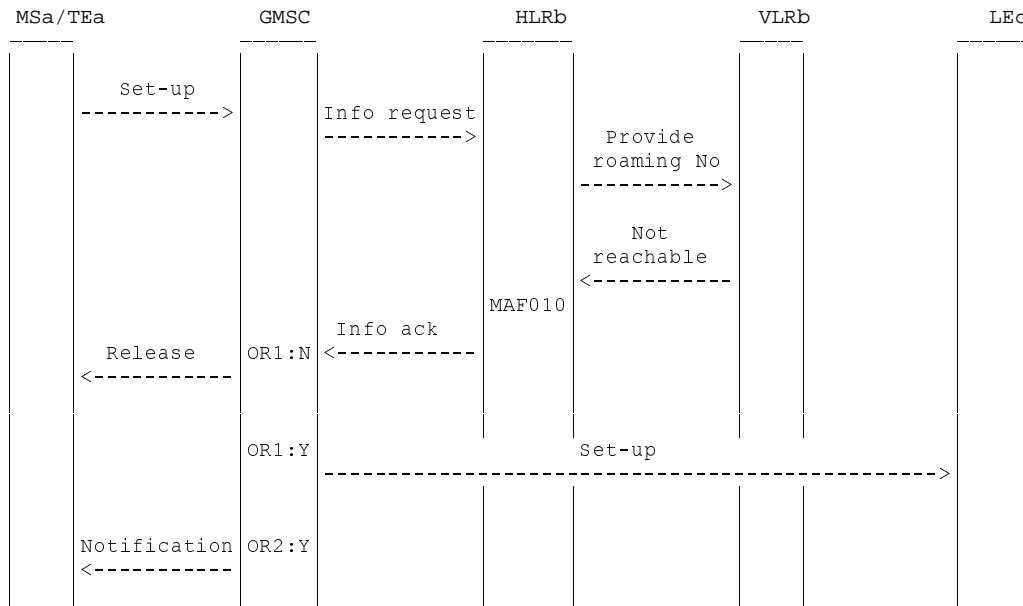 MSa/TEa GMSC HLRb VLRb LEc
Set-up
Info request
Provide
roaming No
Not
reachable
MAF010
Info ack
Release OR1:N
OR1:Y Set-up
Notification OR2:Y